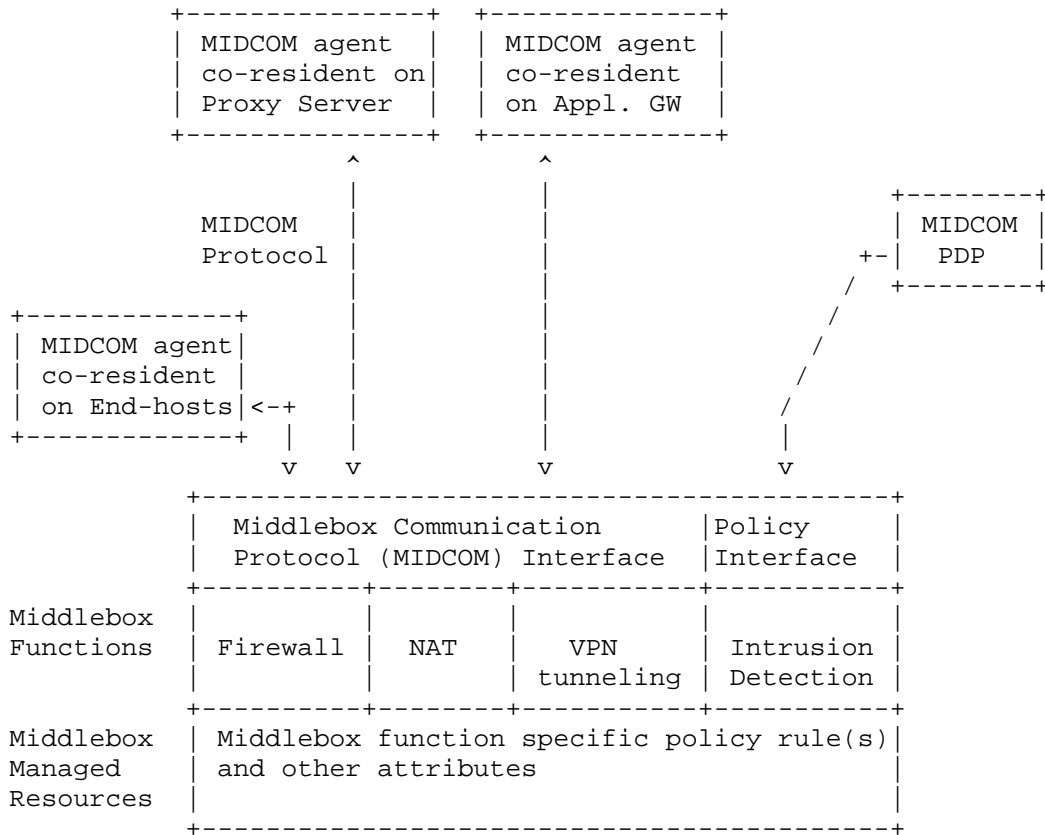 MIDCOM agent
co-resident on
Proxy Server
MIDCOM agent
co-resident
on Appl. GW
MIDCOM
Protocol
MIDCOM
PDP
MIDCOM agent
co-resident
on End-hosts
Middlebox Communication
Protocol (MIDCOM) Interface
Policy
Interface
Middlebox
Functions
Firewall
NAT
VPN
tunneling
Intrusion
Detection
Middlebox
Managed
Resources
Middlebox function specific policy rule(s)
and other attributes